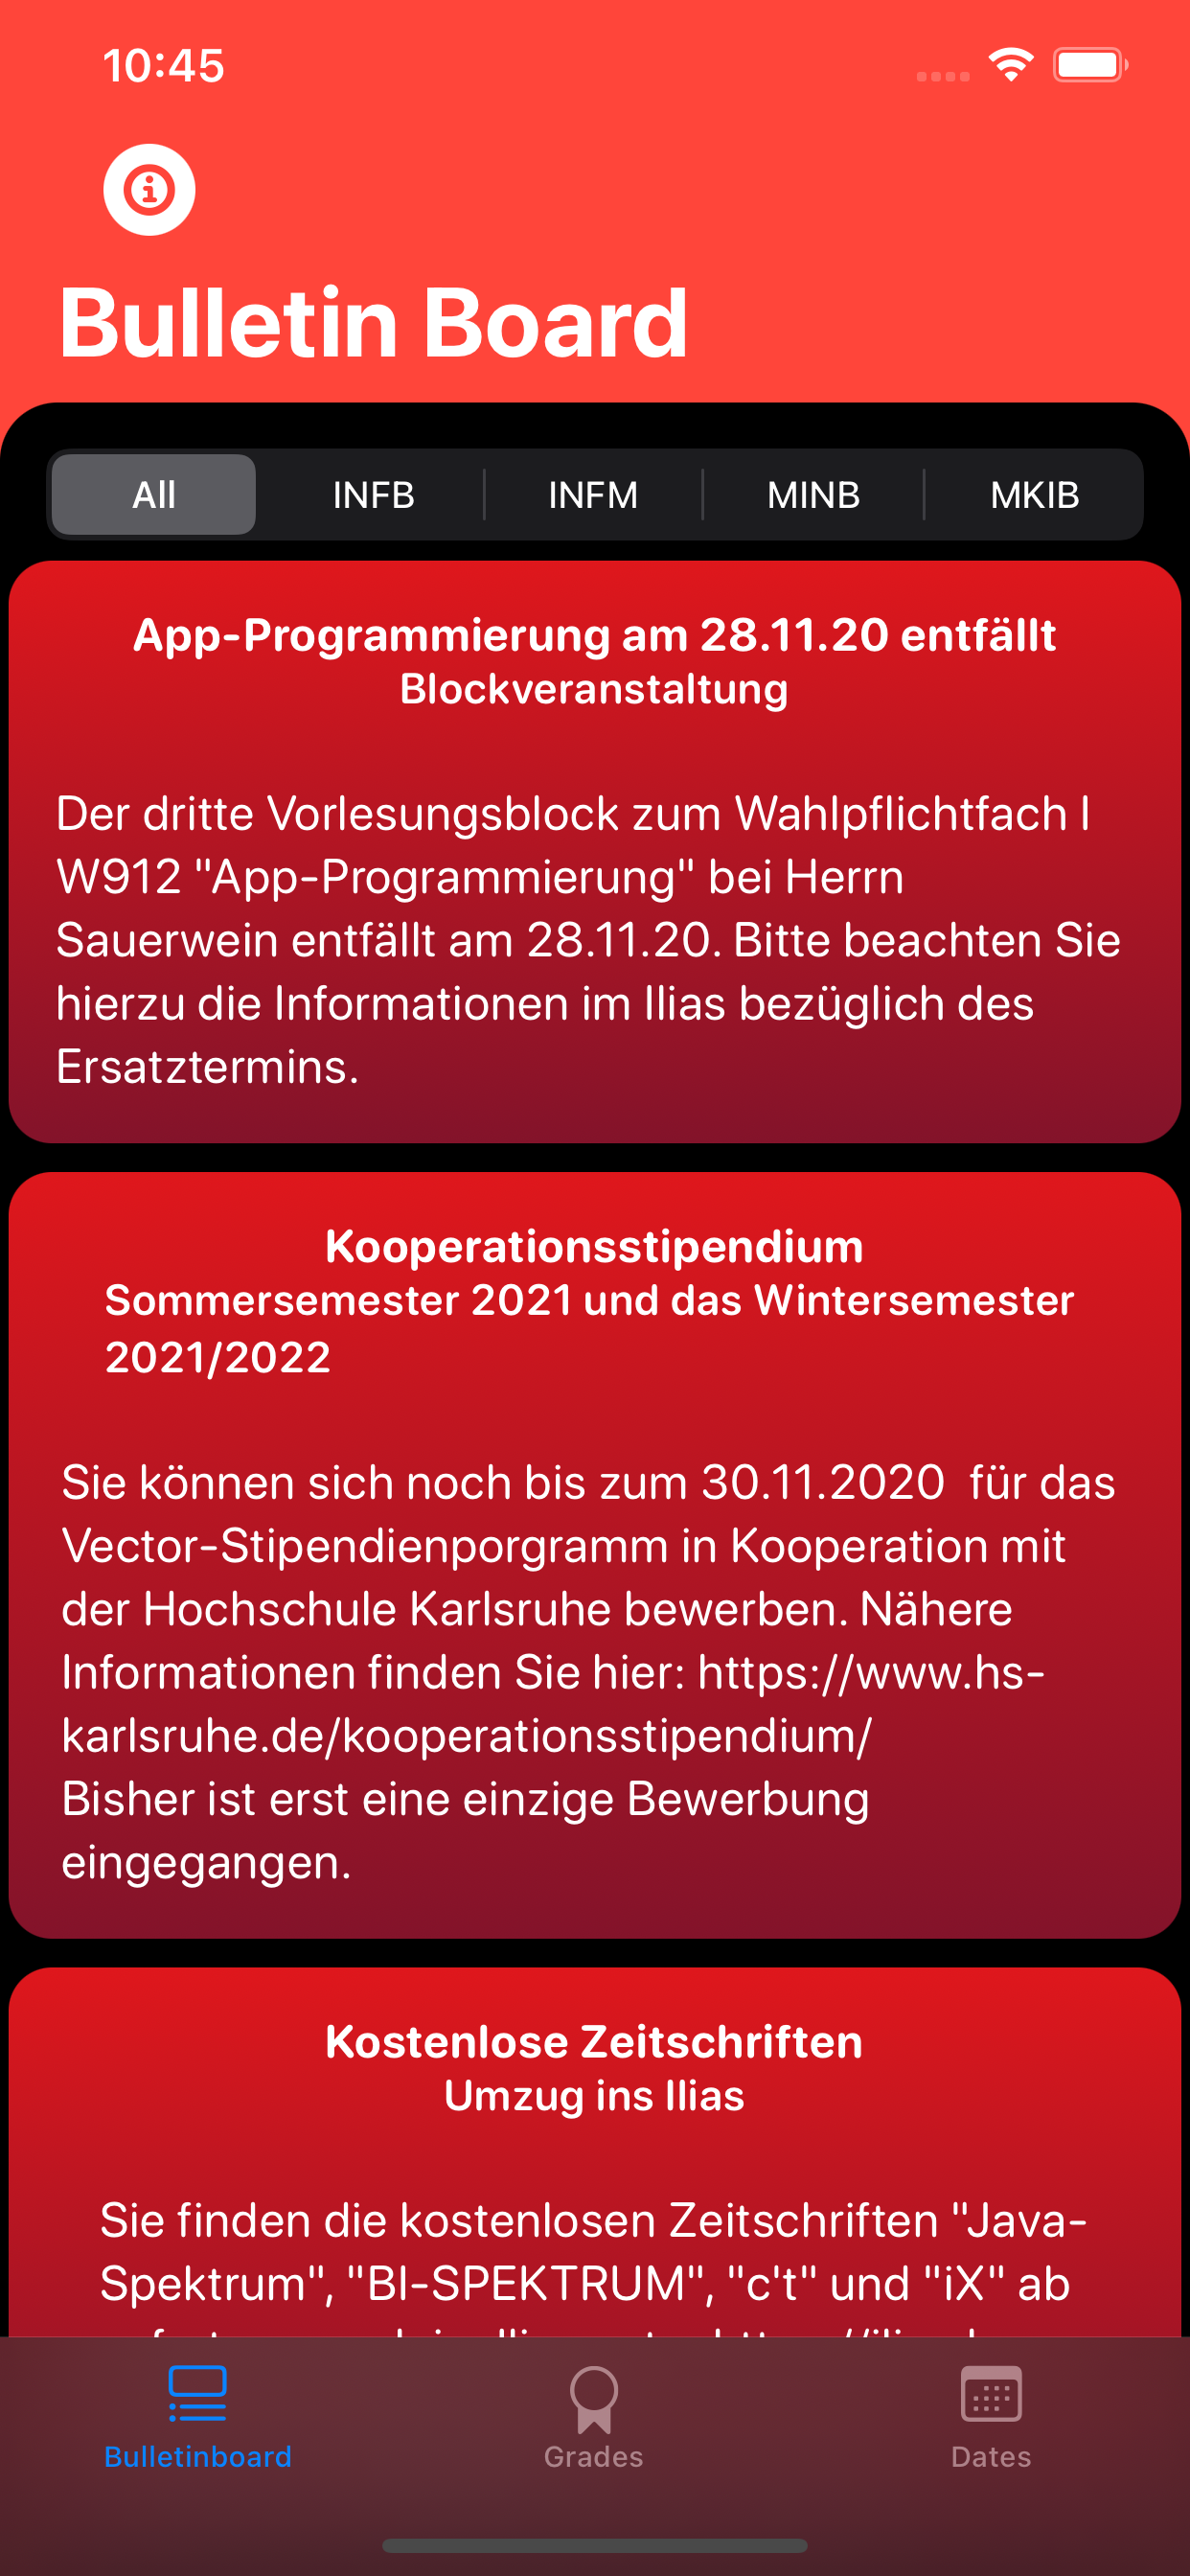 10:45
Bulletin Board
All INFB INFM MINB MKIB
App-Programmierung am 28.11.20 entfällt
Blockveranstaltung
Der dritte Vorlesungsblock zum Wahlpflichtfach I
W912 "App-Programmierung" bei Herrn
Sauerwein entfällt am 28.11.20. Bitte beachten Sie
hierzu die Informationen im Ilias bezüglich des
Ersatztermins.
Kooperationsstipendium
Sommersemester 2021 und das Wintersemester
2021/2022
Sie können sich noch bis zum 30.11.2020  für das
Vector-Stipendienporgramm in Kooperation mit
der Hochschule Karlsruhe bewerben. Nähere
Informationen finden Sie hier: https://www.hs-
karlsruhe.de/kooperationsstipendium/
Bisher ist erst eine einzige Bewerbung
eingegangen.
Kostenlose Zeitschriften
Umzug ins Ilias
Sie finden die kostenlosen Zeitschriften "Java-
Spektrum", "BI-SPEKTRUM", "c't" und "iX" ab
Bulletinboard Grades Dates